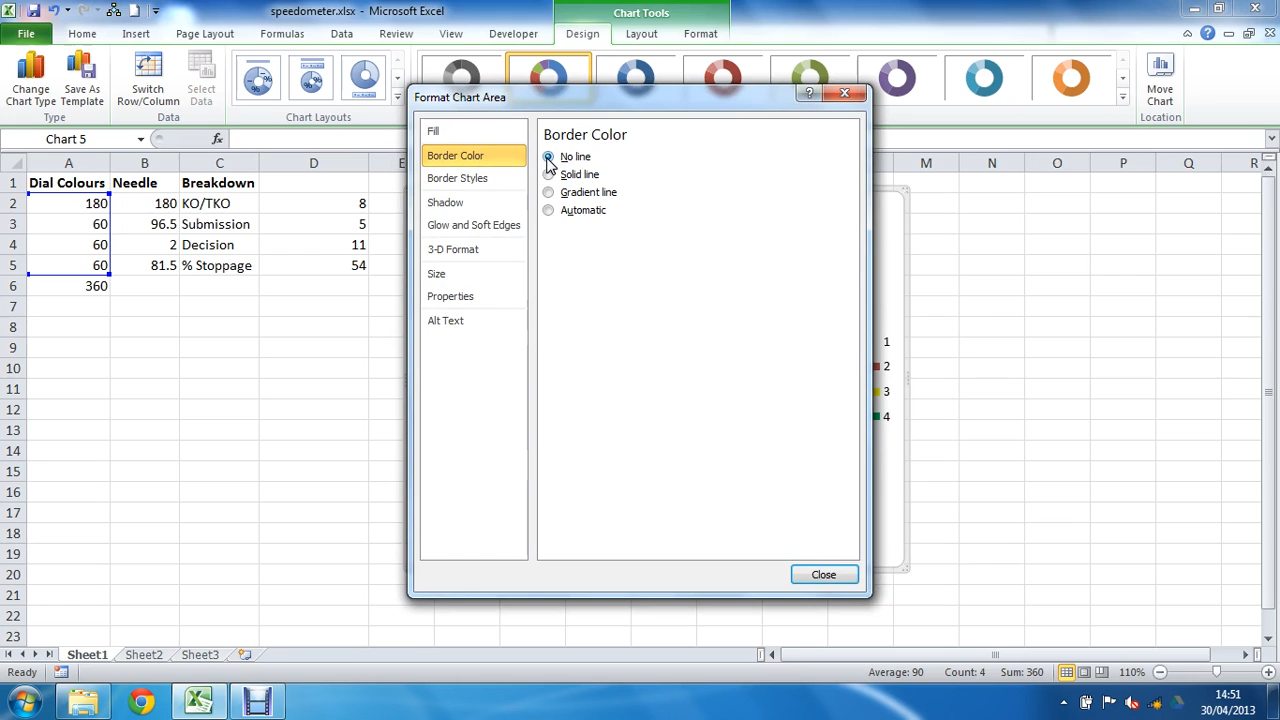 speedometer.xlsx - Microsoft Excel
Chart Tools
File Home Insert Page Layout Formulas Data Review View Developer Design Layout Format
Change Chart Type
Save As Template
Switch Row/Column
Select Data
Move Chart
Type Data Chart Layouts Location
Chart 5 fx
A B C D E M N O P Q R
1 Dial Colours Needle Breakdown
2 180 180 KO/TKO 8
3 60 96.5 Submission 5
4 60 2 Decision 11
5 60 81.5 % Stoppage 54
6 360
7
8
9
10
11
12
13
14
15
16
17
18
19
20
21
22
23
Format Chart Area
Fill
Border Color
Border Styles
Shadow
Glow and Soft Edges
3-D Format
Size
Properties
Alt Text
Border Color
No line
Solid line
Gradient line
Automatic
Close
1
2
3
4
Sheet1 Sheet2 Sheet3
Ready Average: 90 Count: 4 Sum: 360 110%
14:51
30/04/2013